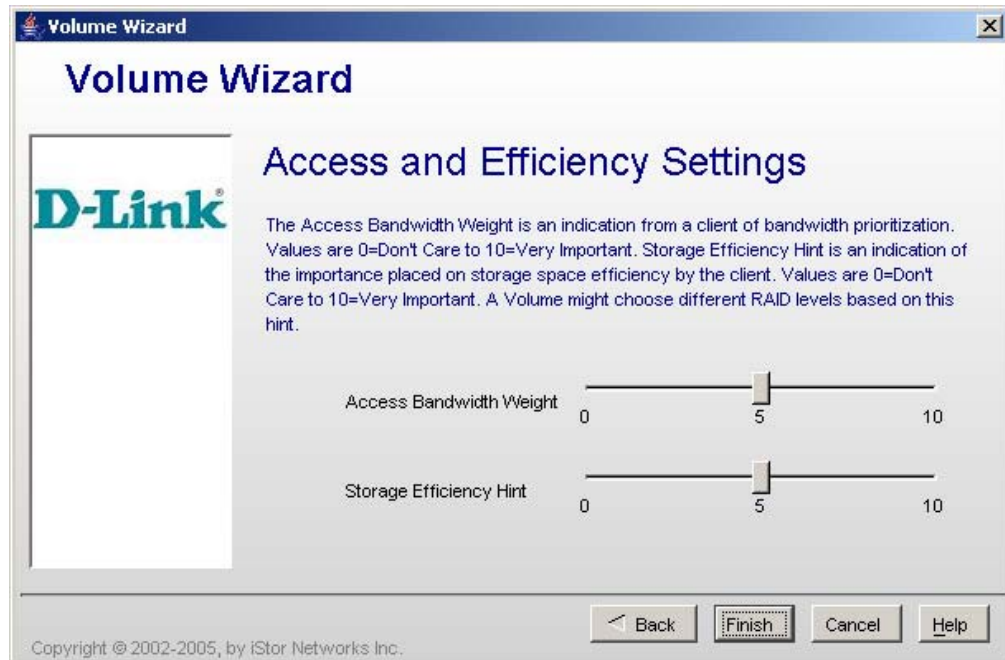 Volume Wizard
Volume Wizard
D-Link®
Access and Efficiency Settings
The Access Bandwidth Weight is an indication from a client of bandwidth prioritization.
Values are 0=Don't Care to 10=Very Important. Storage Efficiency Hint is an indication of
the importance placed on storage space efficiency by the client. Values are 0=Don't
Care to 10=Very Important. A Volume might choose different RAID levels based on this
hint.
Access Bandwidth Weight
0 5 10
Storage Efficiency Hint
0 5 10
Back Finish Cancel Help
Copyright © 2002-2005, by iStor Networks Inc.